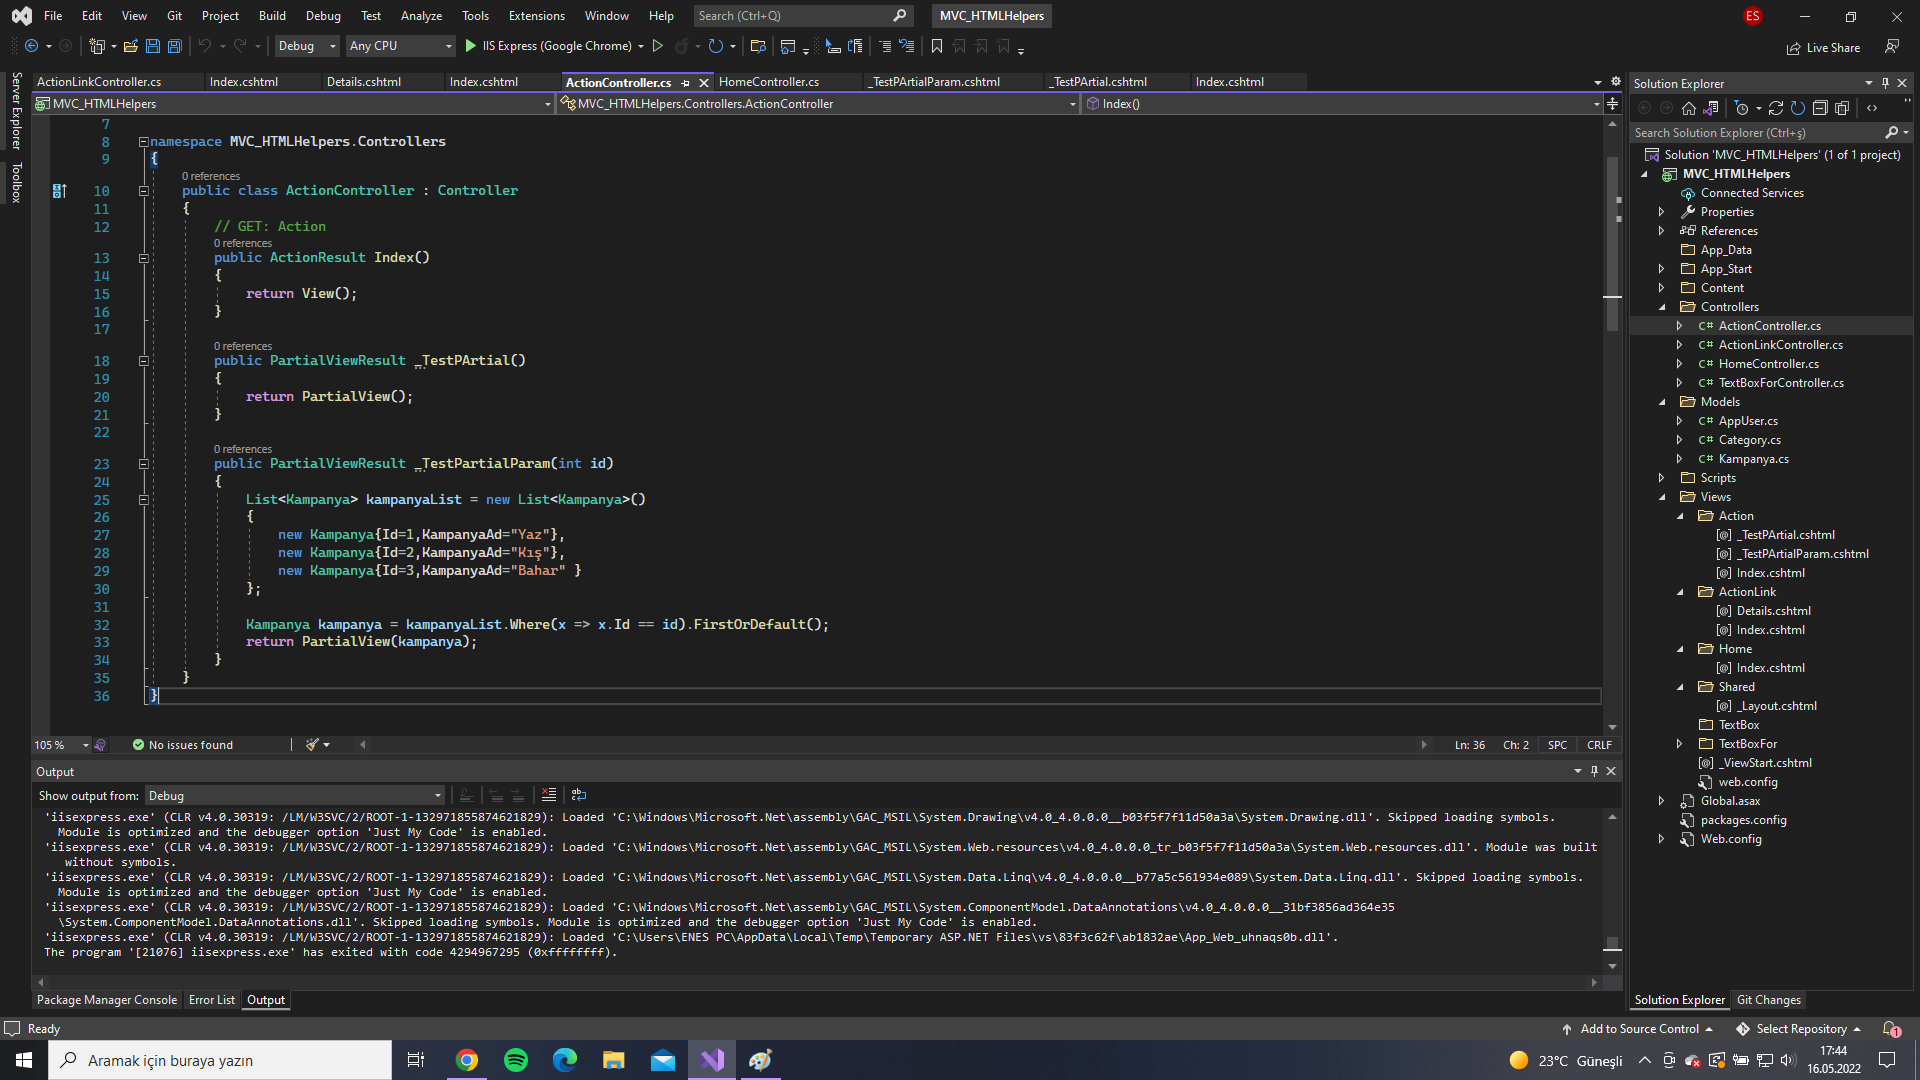 File Edit View Git Project Build Debug Test Analyze Tools Extensions Window Help Search (Ctrl+Q) MVC_HTMLHelpers ES
Debug Any CPU IIS Express (Google Chrome) Live Share
Server Explorer
Toolbox
ActionLinkController.cs Index.cshtml Details.cshtml Index.cshtml ActionController.cs HomeController.cs _TestPArtialParam.cshtml _TestPArtial.cshtml Index.cshtml
MVC_HTMLHelpers MVC_HTMLHelpers.Controllers.ActionController Index()
7
8 namespace MVC_HTMLHelpers.Controllers
9 {
0 references
10 public class ActionController : Controller
11 {
12 // GET: Action
0 references
13 public ActionResult Index()
14 {
15 return View();
16 }
17
0 references
18 public PartialViewResult _TestPArtial()
19 {
20 return PartialView();
21 }
22
0 references
23 public PartialViewResult _TestPartialParam(int id)
24 {
25 List<Kampanya> kampanyaList = new List<Kampanya>()
26 {
27 new Kampanya{Id=1,KampanyaAd="Yaz"},
28 new Kampanya{Id=2,KampanyaAd="Kış"},
29 new Kampanya{Id=3,KampanyaAd="Bahar" }
30 };
31
32 Kampanya kampanya = kampanyaList.Where(x => x.Id == id).FirstOrDefault();
33 return PartialView(kampanya);
34 }
35 }
36 }
105 % No issues found Ln: 36 Ch: 2 SPC CRLF
Output
Show output from: Debug
'iisexpress.exe' (CLR v4.0.30319: /LM/W3SVC/2/ROOT-1-132971855874621829): Loaded 'C:\Windows\Microsoft.Net\assembly\GAC_MSIL\System.Drawing\v4.0_4.0.0.0__b03f5f7f11d50a3a\System.Drawing.dll'. Skipped loading symbols.
Module is optimized and the debugger option 'Just My Code' is enabled.
'iisexpress.exe' (CLR v4.0.30319: /LM/W3SVC/2/ROOT-1-132971855874621829): Loaded 'C:\Windows\Microsoft.Net\assembly\GAC_MSIL\System.Web.resources\v4.0_4.0.0.0_tr_b03f5f7f11d50a3a\System.Web.resources.dll'. Module was built
without symbols.
'iisexpress.exe' (CLR v4.0.30319: /LM/W3SVC/2/ROOT-1-132971855874621829): Loaded 'C:\Windows\Microsoft.Net\assembly\GAC_MSIL\System.Data.Linq\v4.0_4.0.0.0__b77a5c561934e089\System.Data.Linq.dll'. Skipped loading symbols.
Module is optimized and the debugger option 'Just My Code' is enabled.
'iisexpress.exe' (CLR v4.0.30319: /LM/W3SVC/2/ROOT-1-132971855874621829): Loaded 'C:\Windows\Microsoft.Net\assembly\GAC_MSIL\System.ComponentModel.DataAnnotations\v4.0_4.0.0.0__31bf3856ad364e35
\System.ComponentModel.DataAnnotations.dll'. Skipped loading symbols. Module is optimized and the debugger option 'Just My Code' is enabled.
'iisexpress.exe' (CLR v4.0.30319: /LM/W3SVC/2/ROOT-1-132971855874621829): Loaded 'C:\Users\ENES PC\AppData\Local\Temp\Temporary ASP.NET Files\vs\83f3c62f\ab1832ae\App_Web_uhnaqs0b.dll'.
The program '[21076] iisexpress.exe' has exited with code 4294967295 (0xffffffff).
Package Manager Console Error List Output
Solution Explorer
Search Solution Explorer (Ctrl+ş)
Solution 'MVC_HTMLHelpers' (1 of 1 project)
MVC_HTMLHelpers
Connected Services
Properties
References
App_Data
App_Start
Content
Controllers
C# ActionController.cs
C# ActionLinkController.cs
C# HomeController.cs
C# TextBoxForController.cs
Models
C# AppUser.cs
C# Category.cs
C# Kampanya.cs
Scripts
Views
Action
_TestPArtial.cshtml
_TestPArtialParam.cshtml
Index.cshtml
ActionLink
Details.cshtml
Index.cshtml
Home
Index.cshtml
Shared
_Layout.cshtml
TextBox
TextBoxFor
_ViewStart.cshtml
web.config
Global.asax
packages.config
Web.config
Solution Explorer Git Changes
Ready Add to Source Control Select Repository 1
Aramak için buraya yazın 23°C Güneşli 17:44
16.05.2022